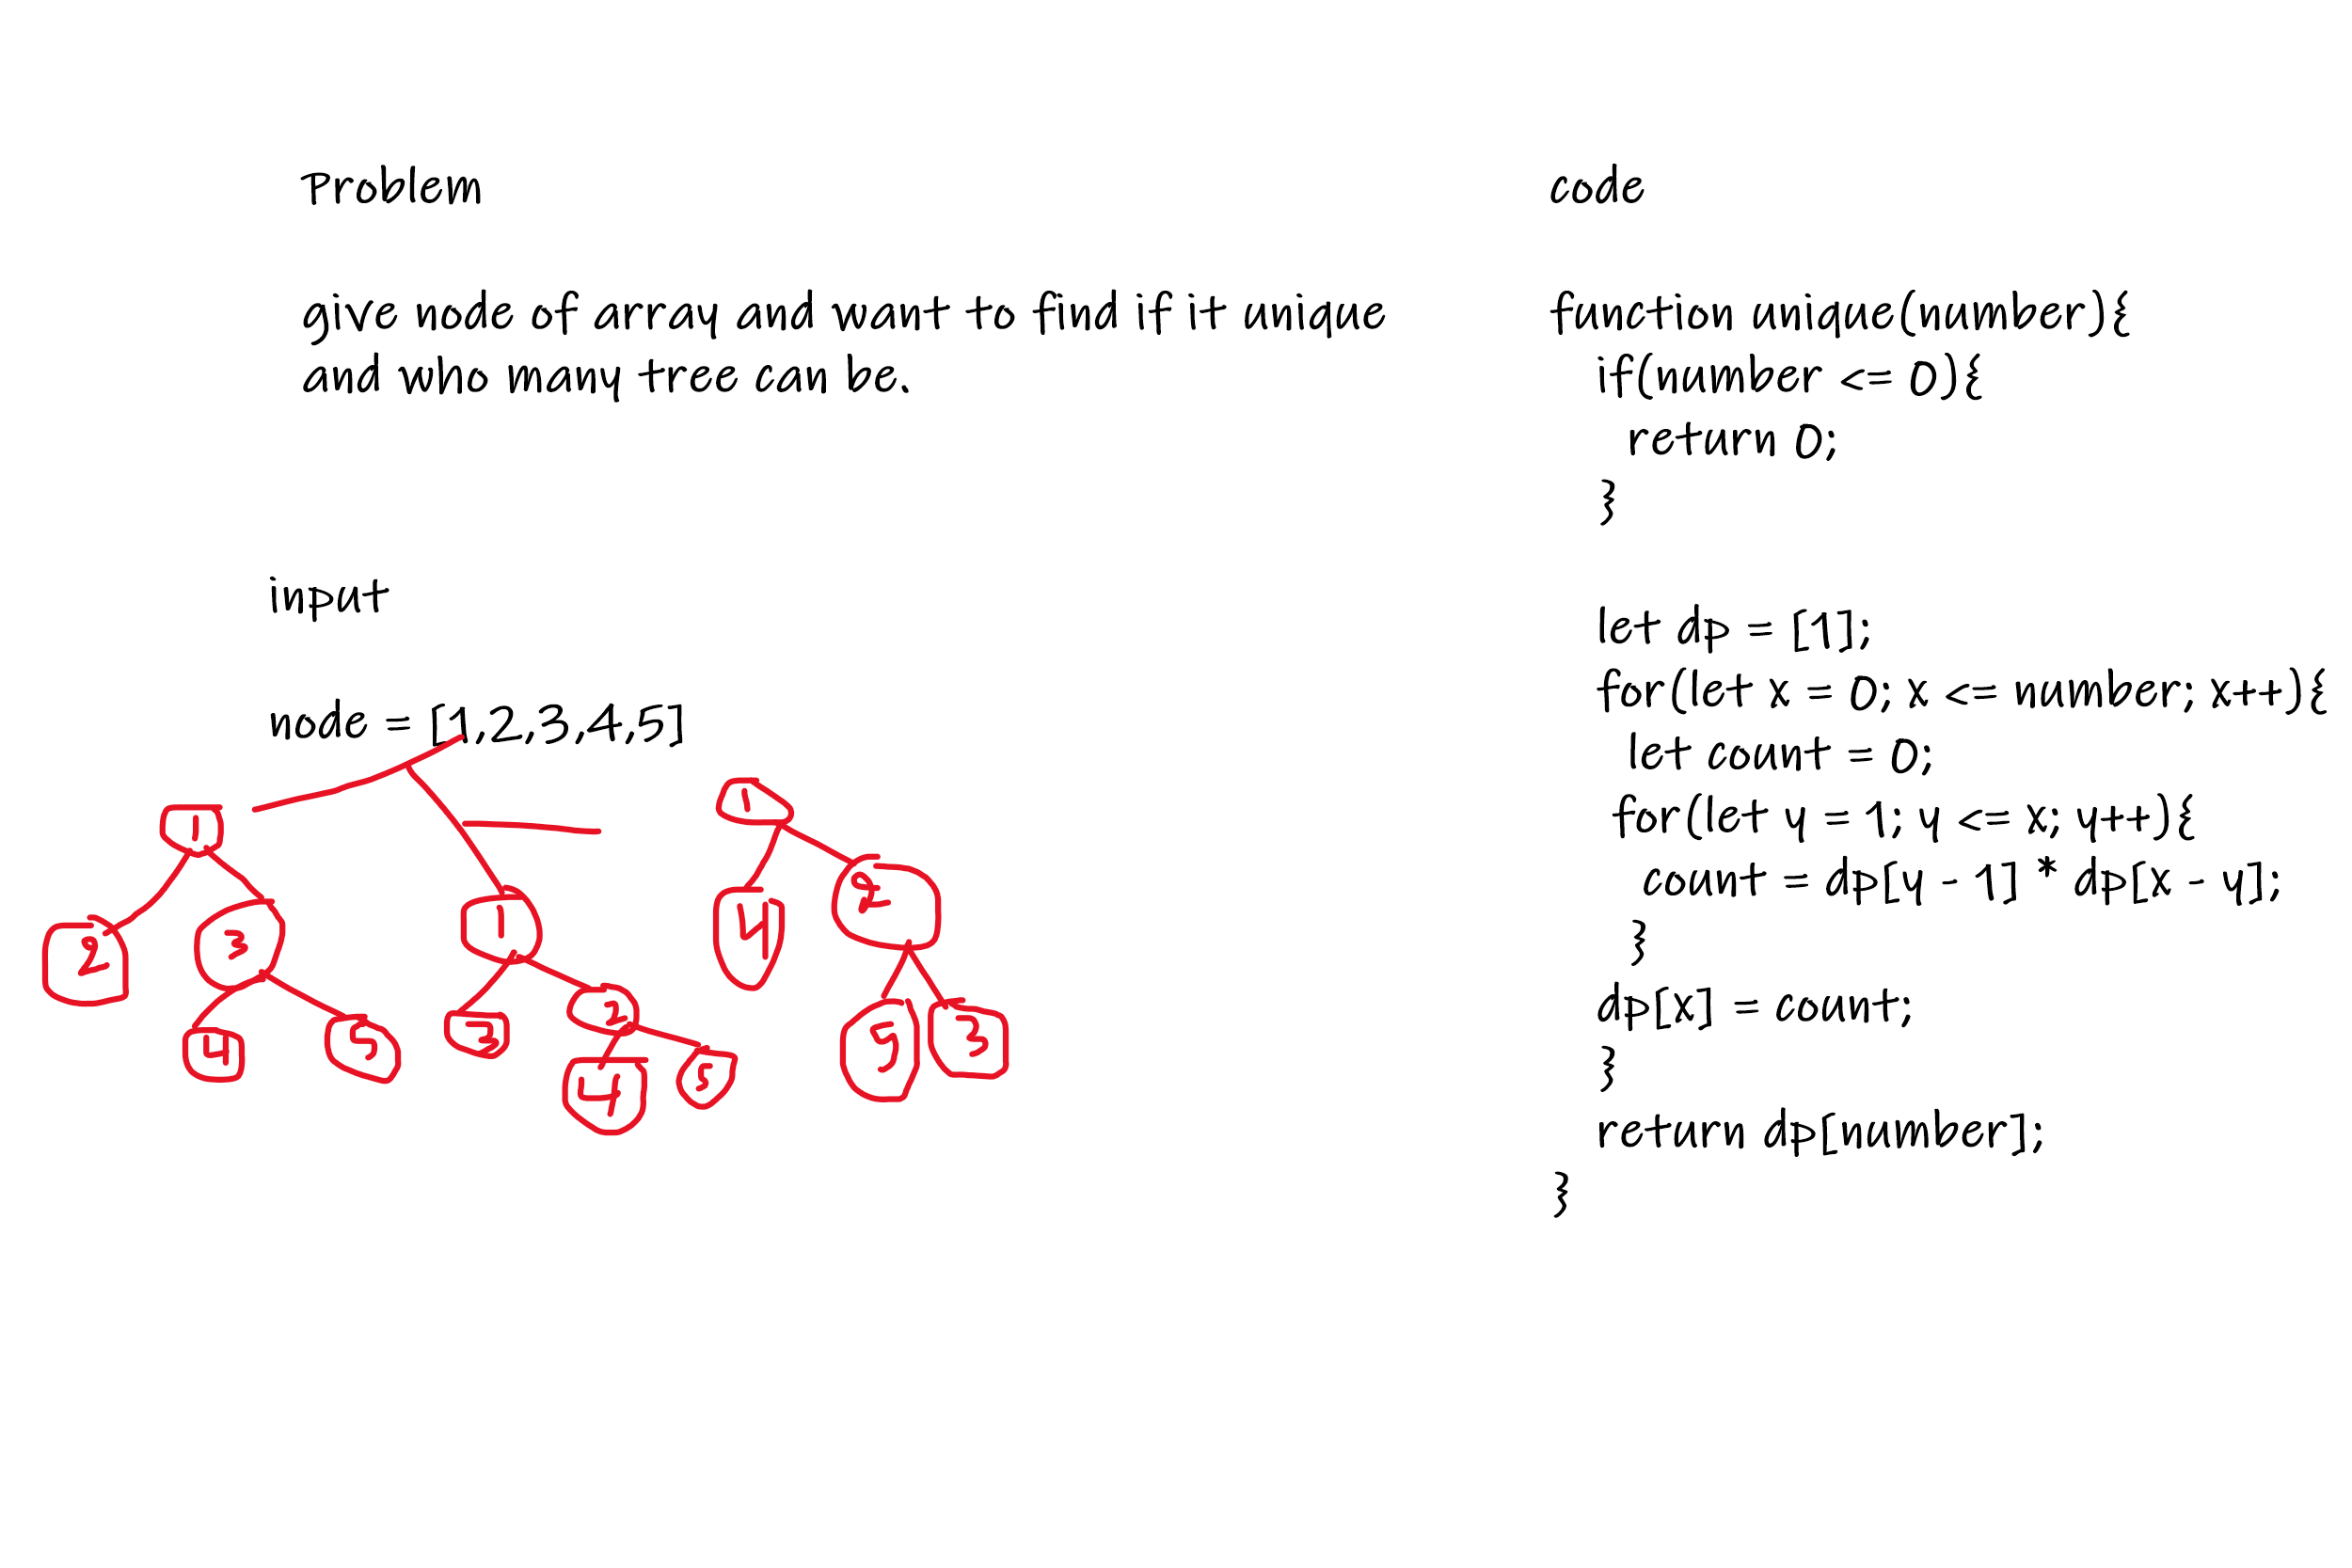 Problem
give node of array and want to find if it unique
and who many tree can be.
input
node = [1,2,3,4,5]
1
2 3
4 5
1
3 2
4 5
1
4 2
5 3
code
function unique(number){
if(number <= 0){
return 0;
}
let dp = [1];
for(let x = 0; x <= number; x++){
let count = 0;
for(let y = 1; y <= x; y++){
count = dp[y - 1] * dp[x - y];
}
dp[x] = count;
}
return dp[number];
}